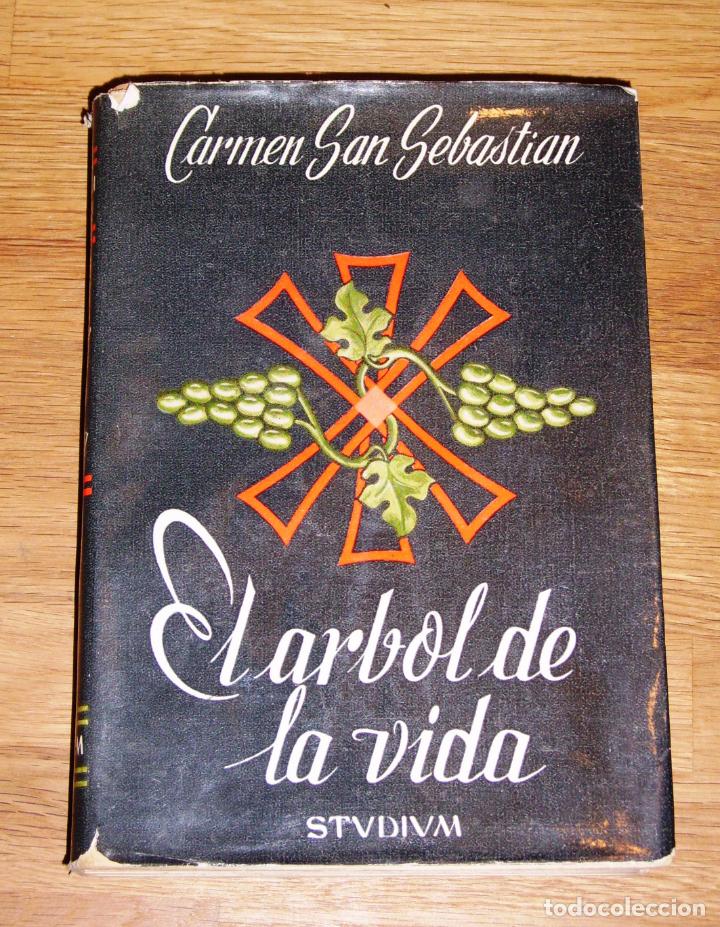 Carmen San Sebastian
El arbol de
la vida
STVDIVM
todocoleccion